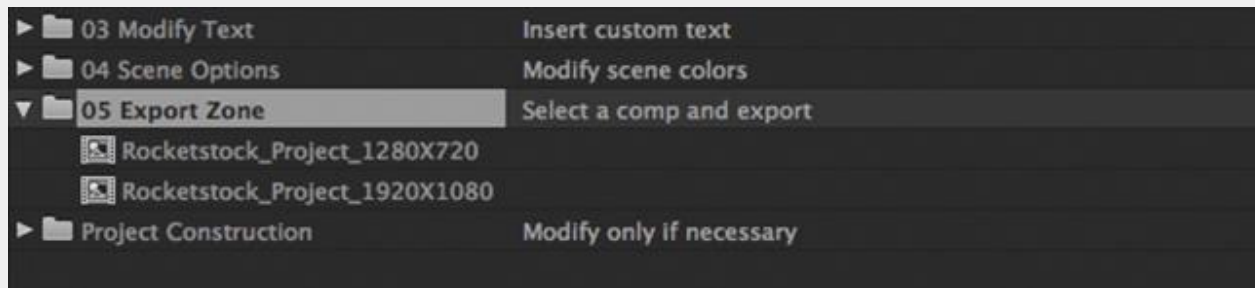 03 Modify Text Insert custom text
04 Scene Options Modify scene colors
05 Export Zone Select a comp and export
Rocketstock_Project_1280X720
Rocketstock_Project_1920X1080
Project Construction Modify only if necessary